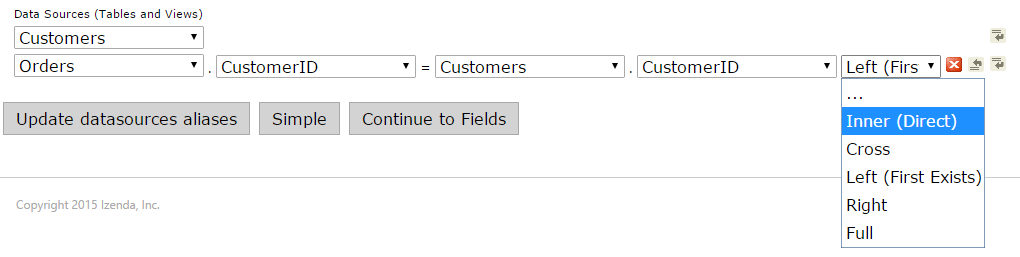 Data Sources (Tables and Views)
Customers
Orders . CustomerID = Customers . CustomerID Left (Firs
...
Inner (Direct)
Cross
Left (First Exists)
Right
Full
Update datasources aliases Simple Continue to Fields
Copyright 2015 Izenda, Inc.